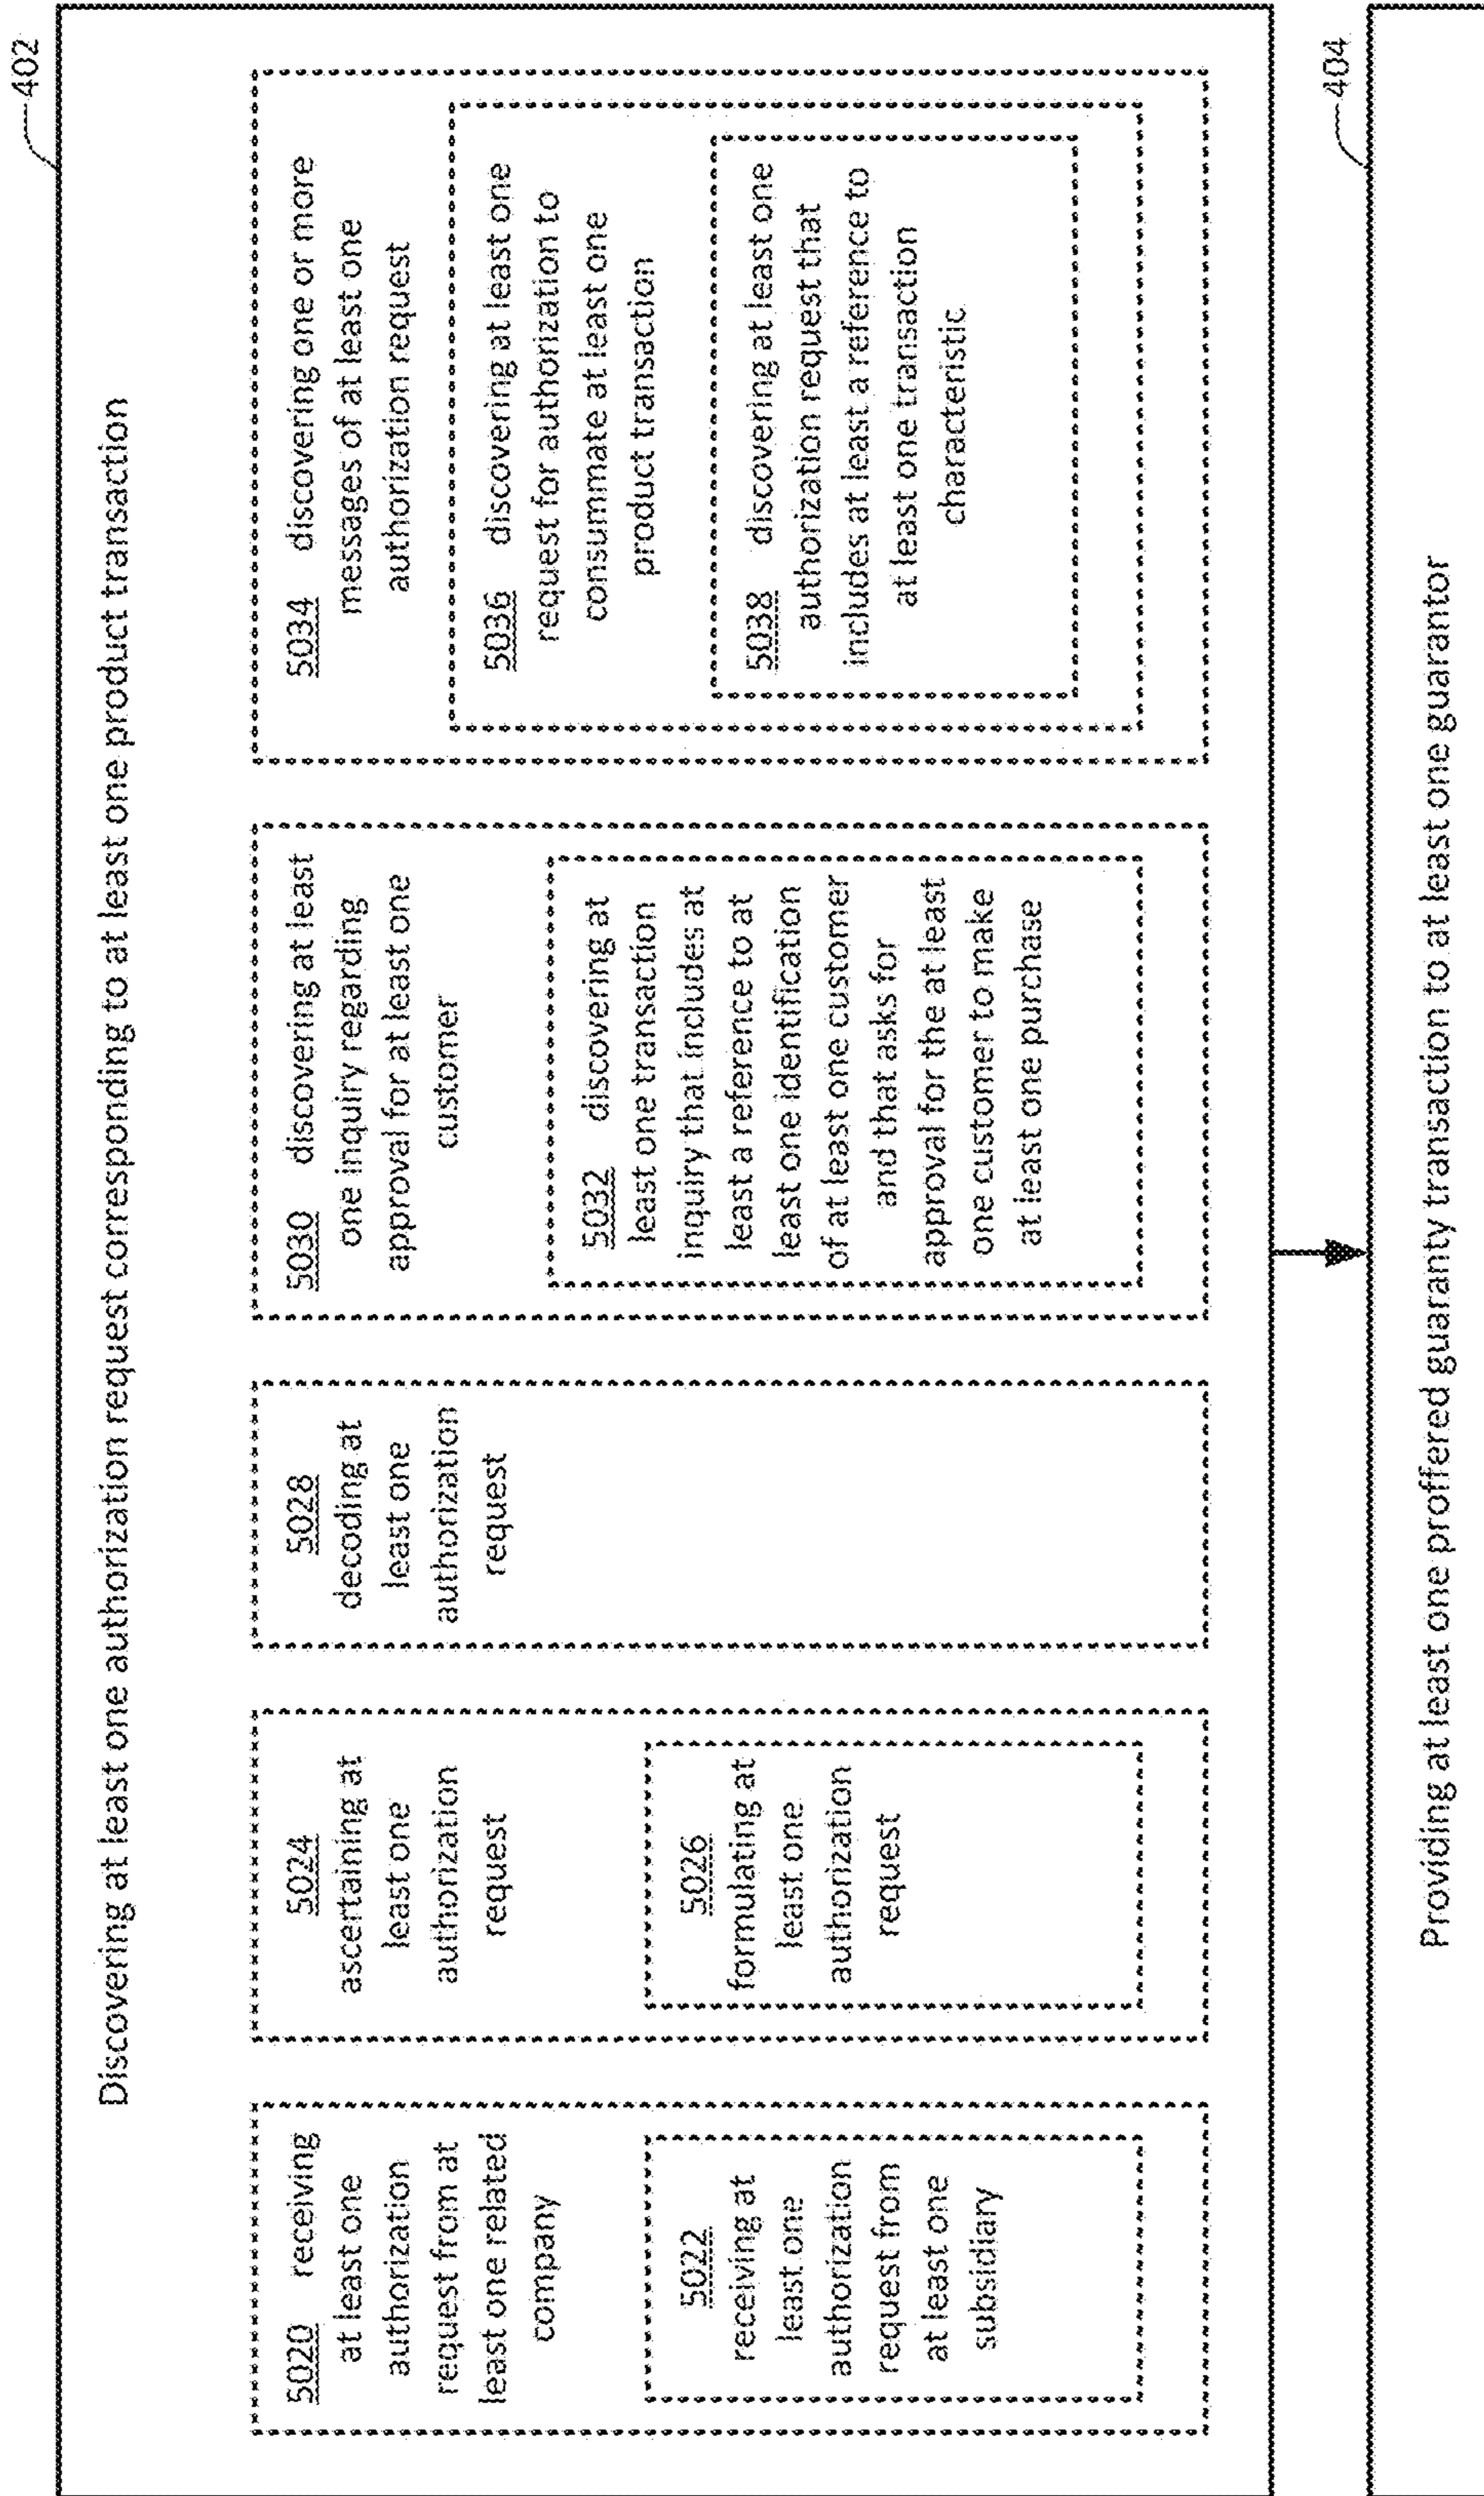 402
Discovering at least one authorization request corresponding to at least one product transaction
5020 receiving
at least one
authorization
request from at
least one related
company
5022
receiving at
least one
authorization
request from
at least one
subsidiary
5024
ascertaining at
least one
authorization
request
5026
formulating at
least one
authorization
request
5028
decoding at
least one
authorization
request
5030 discovering at least
one inquiry regarding
approval for at least one
customer
5032 discovering at
least one transaction
inquiry that includes at
least a reference to at
least one identification
of at least one customer
and that asks for
approval for the at least
one customer to make
at least one purchase
5034 discovering one or more
messages of at least one
authorization request
5036 discovering at least one
request for authorization to
consummate at least one
product transaction
5038 discovering at least one
authorization request that
includes at least a reference to
at least one transaction
characteristic
404
Providing at least one proffered guaranty transaction to at least one guarantor